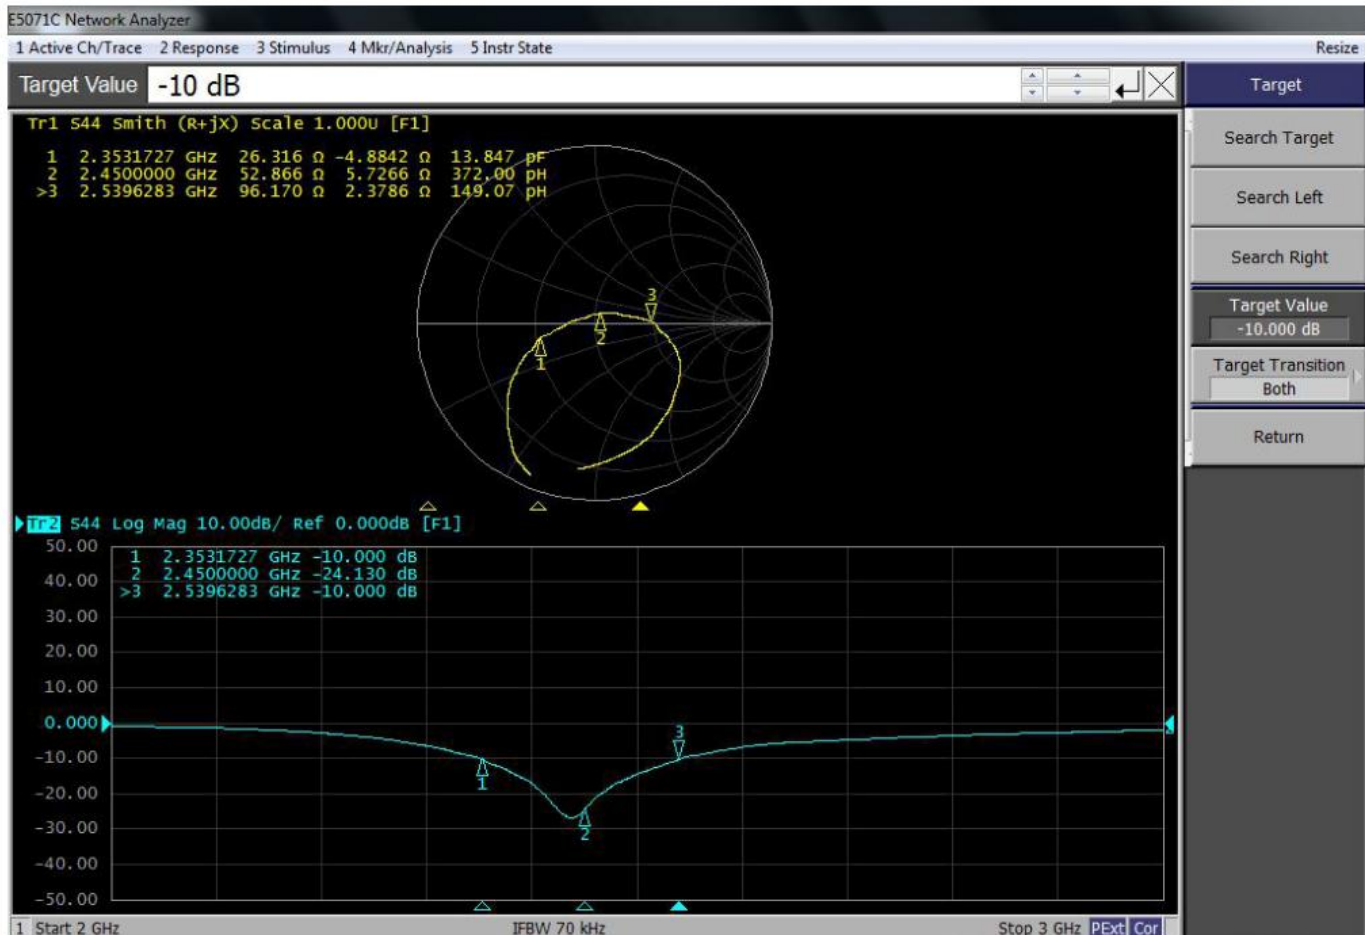 E5071C Network Analyzer
1 Active Ch/Trace 2 Response 3 Stimulus 4 Mkr/Analysis 5 Instr State Resize
Target Value -10 dB
Target
Tr1 S44 Smith (R+jX) Scale 1.000U [F1]
1 2.3531727 GHz 26.316 Ω -4.8842 Ω 13.847 pF
2 2.4500000 GHz 52.866 Ω 5.7266 Ω 372.00 pH
>3 2.5396283 GHz 96.170 Ω 2.3786 Ω 149.07 pH
Search Target
Search Left
Search Right
Target Value
-10.000 dB
Target Transition
Both
Return
3
1
2
Tr2 S44 Log Mag 10.00dB/ Ref 0.000dB [F1]
50.00
1 2.3531727 GHz -10.000 dB
2 2.4500000 GHz -24.130 dB
>3 2.5396283 GHz -10.000 dB
40.00
30.00
20.00
10.00
0.000
-10.00
-20.00
-30.00
-40.00
-50.00
3
1
2
1 Start 2 GHz IFBW 70 kHz Stop 3 GHz PExt Cor